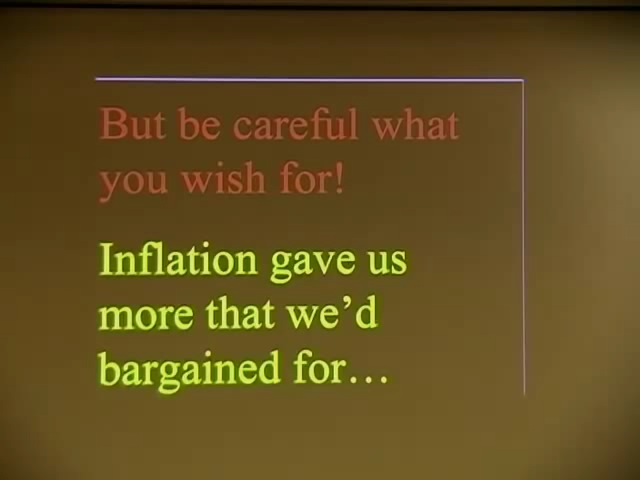 But be careful what
you wish for!
Inflation gave us
more that we'd
bargained for…